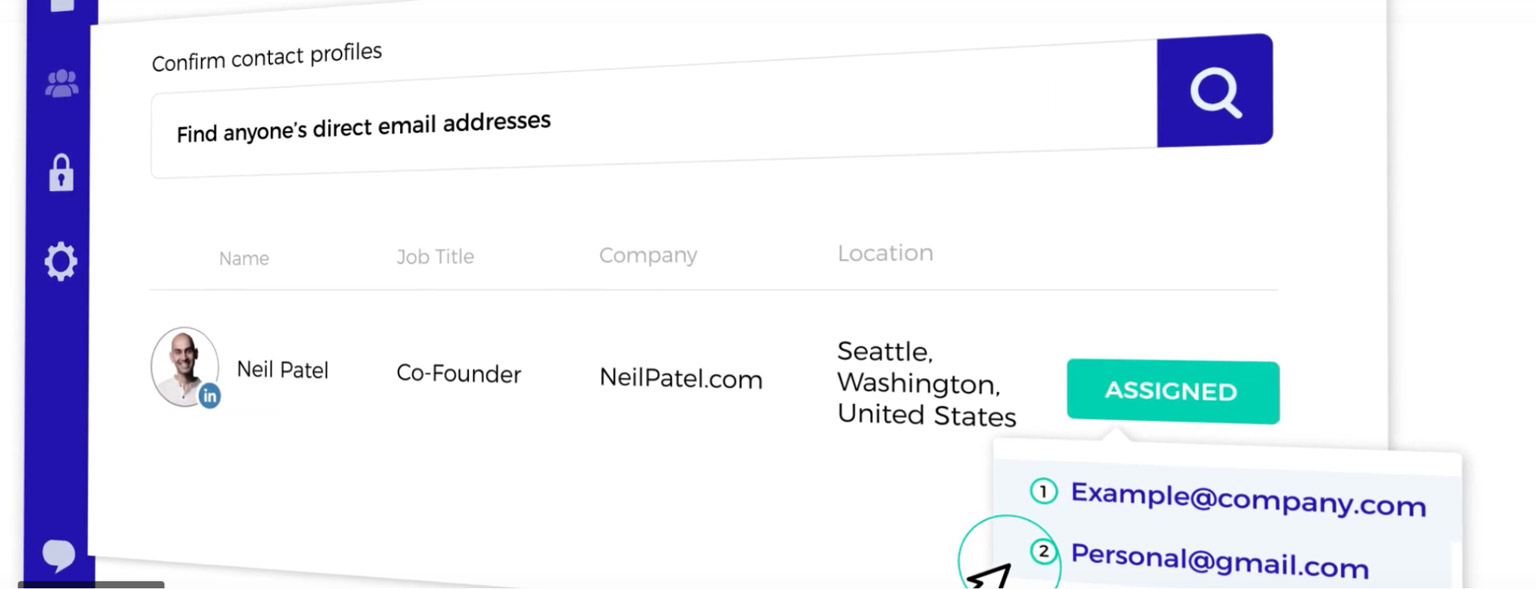 Confirm contact profiles
Find anyone's direct email addresses
Name Job Title Company Location
in
Neil Patel Co-Founder NeilPatel.com
Seattle,
Washington,
United States
ASSIGNED
1 Example@company.com
2 Personal@gmail.com